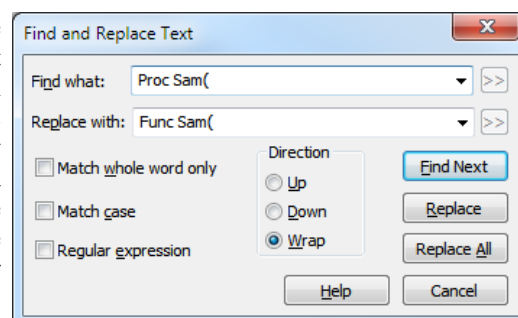 Find and Replace Text
Find what: Proc Sam( >>
Replace with: Func Sam( >>
Direction
Match whole word only Up Find Next
Match case Down Replace
Regular expression Wrap Replace All
Help Cancel